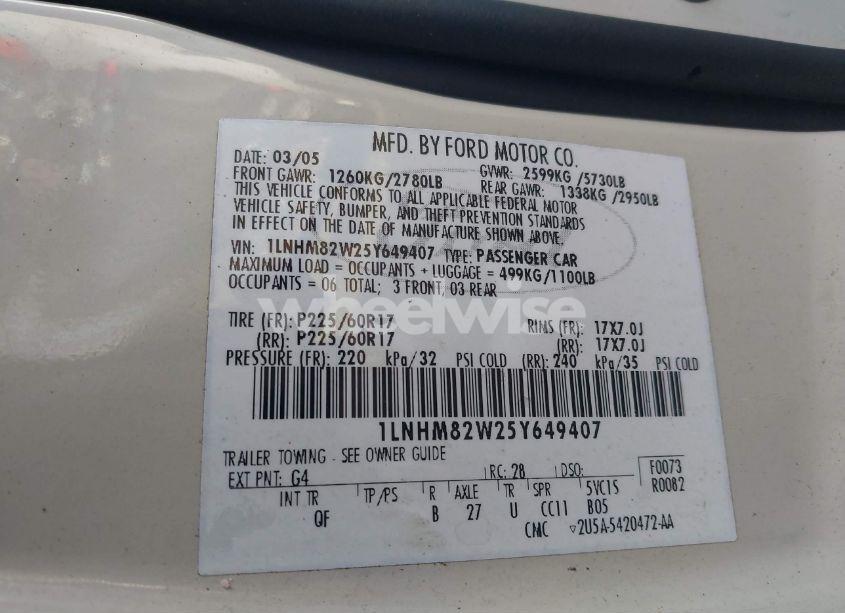 MFD. BY FORD MOTOR CO.
DATE: 03/05 GVWR: 2599KG /5730LB
FRONT GAWR: 1260KG/2780LB REAR GAWR: 1338KG /2950LB
THIS VEHICLE CONFORMS TO ALL APPLICABLE FEDERAL MOTOR
VEHICLE SAFETY, BUMPER, AND THEFT PREVENTION STANDARDS
IN EFFECT ON THE DATE OF MANUFACTURE SHOWN ABOVE.
VIN: 1LNHM82W25Y649407 TYPE: PASSENGER CAR
MAXIMUM LOAD = OCCUPANTS + LUGGAGE = 499KG/1100LB
OCCUPANTS = 06 TOTAL; 3 FRONT, 03 REAR
wheelwise
TIRE (FR): P225/60R17 RIMS (FR): 17X7.0J
(RR): P225/60R17 (RR): 17X7.0J
PRESSURE (FR): 220 kPa/32 PSI COLD (RR): 240 kPa/35 PSI COLD
1LNHM82W25Y649407
TRAILER TOWING - SEE OWNER GUIDE
EXT PNT: G4 RC: 28 DSO: F0073
R0082
INT TR TP/PS R AXLE TR SPR 5VC15
QF B 27 U CC11 B05
CMC ▽2U5A-5420472-AA